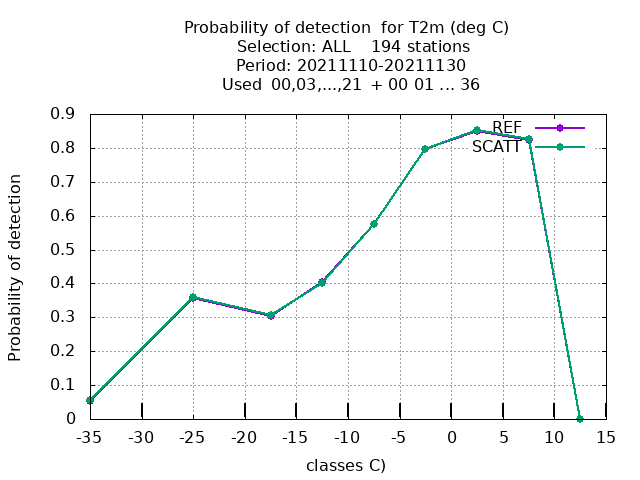 Probability of detection  for T2m (deg C)
Selection: ALL    194 stations
Period: 20211110-20211130
Used  00,03,...,21  + 00 01 ... 36
REF
SCATT
0.9
0.8
0.7
0.6
0.5
0.4
0.3
0.2
0.1
0
Probability of detection
-35 -30 -25 -20 -15 -10 -5 0 5 10 15
classes C)